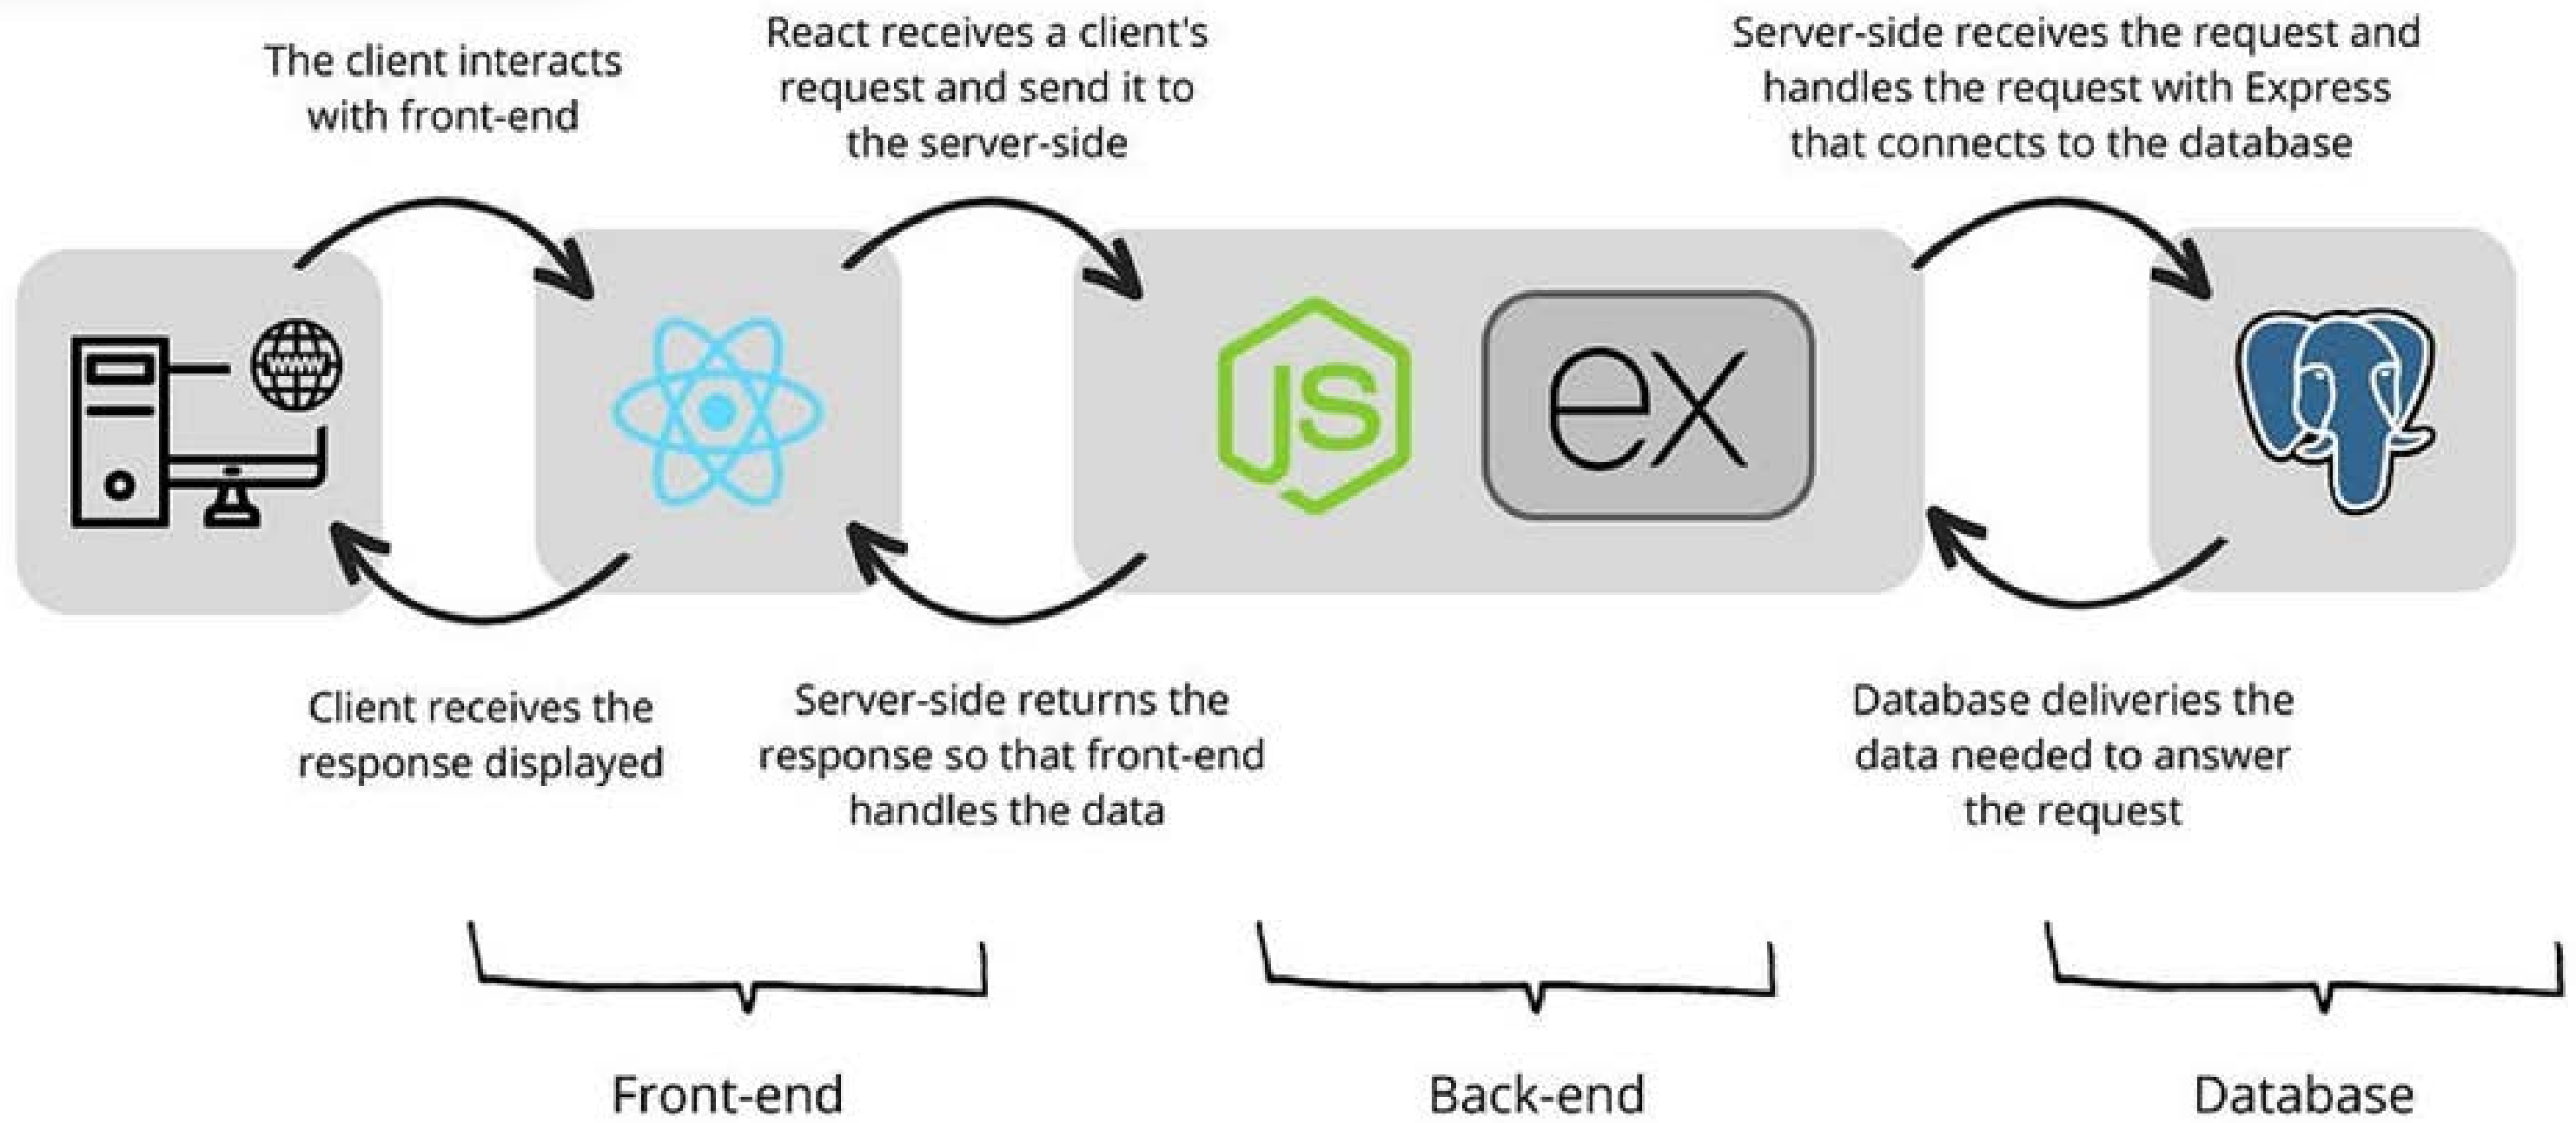 The client interacts
with front-end
React receives a client's
request and send it to
the server-side
Server-side receives the request and
handles the request with Express
that connects to the database
www
JS
ex
Client receives the
response displayed
Server-side returns the
response so that front-end
handles the data
Database deliveries the
data needed to answer
the request
Front-end
Back-end
Database